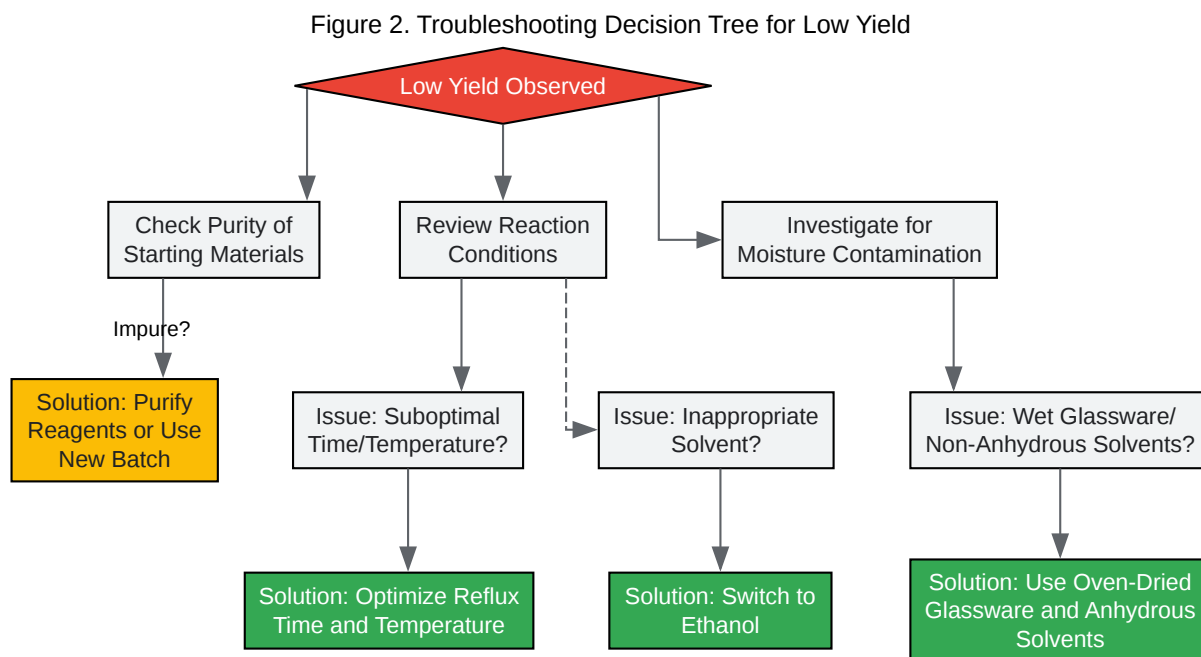 Figure 2. Troubleshooting Decision Tree for Low Yield
Low Yield Observed
Check Purity of
Starting Materials
Review Reaction
Conditions
Investigate for
Moisture Contamination
Impure?
Solution: Purify
Reagents or Use
New Batch
Issue: Suboptimal
Time/Temperature?
Issue: Inappropriate
Solvent?
Issue: Wet Glassware/
Non-Anhydrous Solvents?
Solution: Optimize Reflux
Time and Temperature
Solution: Switch to
Ethanol
Solution: Use Oven-Dried
Glassware and Anhydrous
Solvents